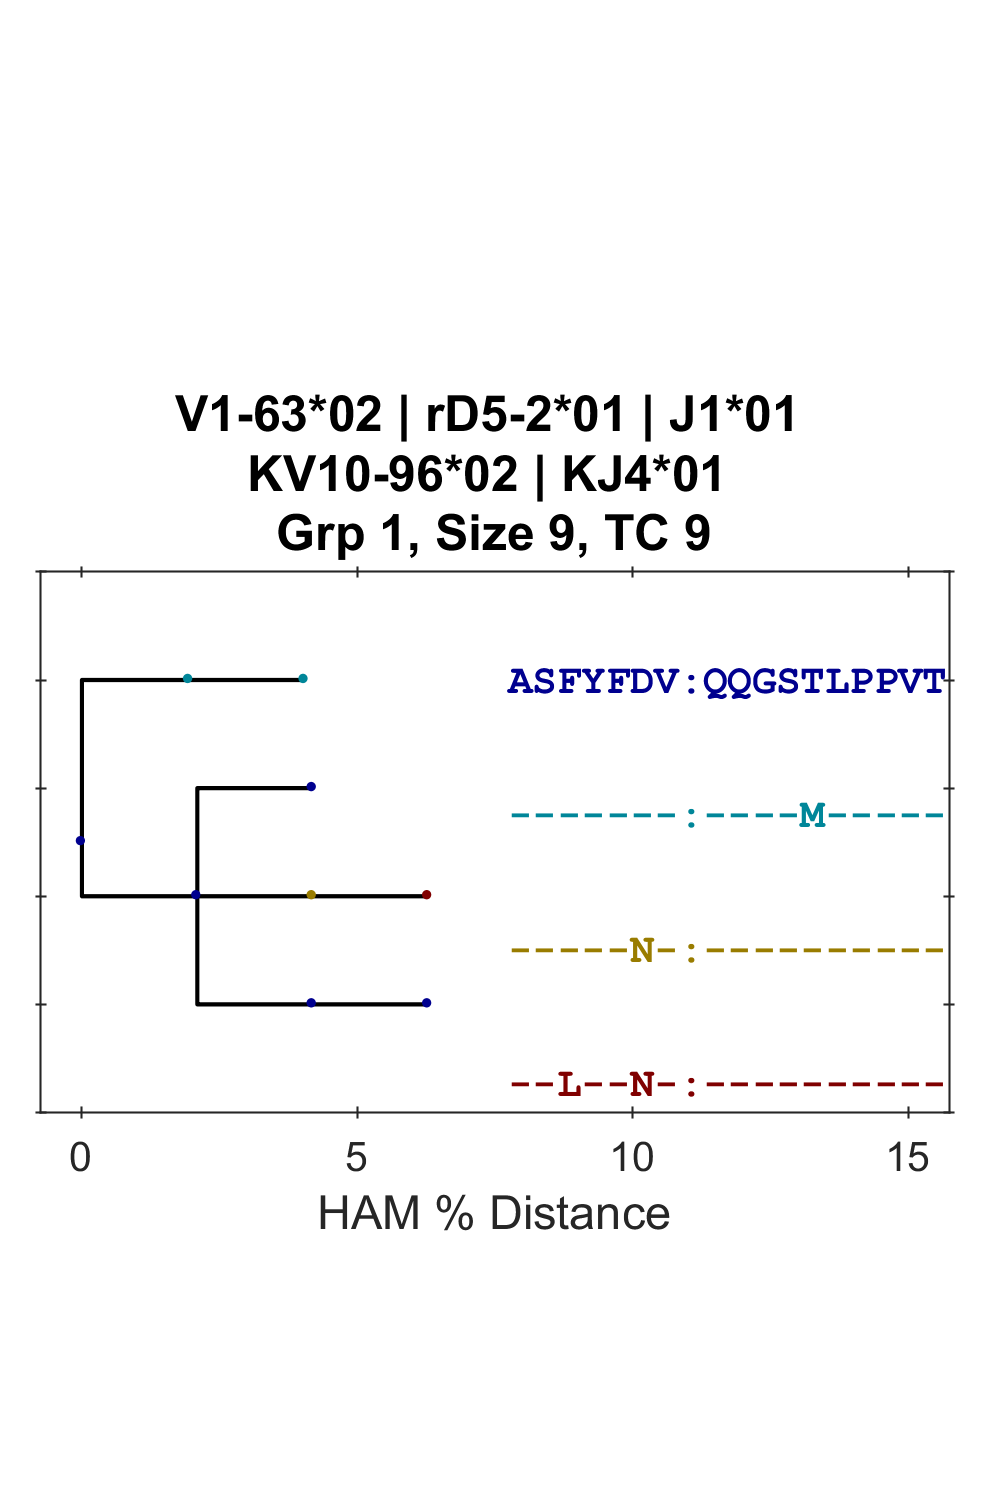 V1-63*02 | rD5-2*01 | J1*01
KV10-96*02 | KJ4*01
Grp 1, Size 9, TC 9
ASFYFDV:QQGSTLPPVT
-------:----M-----
-----N-:----------
--L--N-:----------
0 5 10 15
HAM % Distance